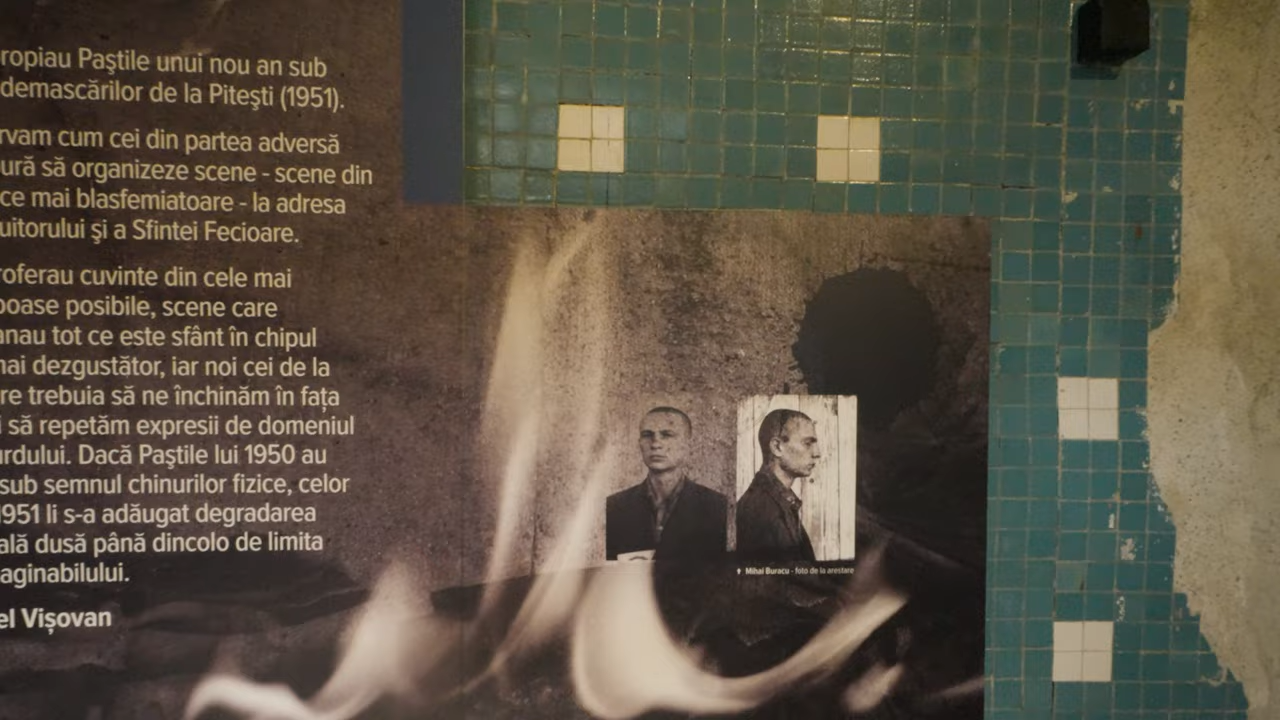 ropiau Paştile unui nou an sub
demascărilor de la Piteşti (1951).
rvam cum cei din partea adversă
ură să organizeze scene - scene din
ce mai blasfemiatoare - la adresa
uitorului şi a Sfintei Fecioare.
roferau cuvinte din cele mai
boase posibile, scene care
anau tot ce este sfânt în chipul
nai dezgustător, iar noi cei de la
re trebuia să ne închinăm în faţa
i să repetăm expresii de domeniul
urdului. Dacă Paştile lui 1950 au
sub semnul chinurilor fizice, celor
1951 li s-a adăugat degradarea
ală dusă până dincolo de limita
aginabilului.
el Vișovan
Mihai Buracu - foto de la arestare